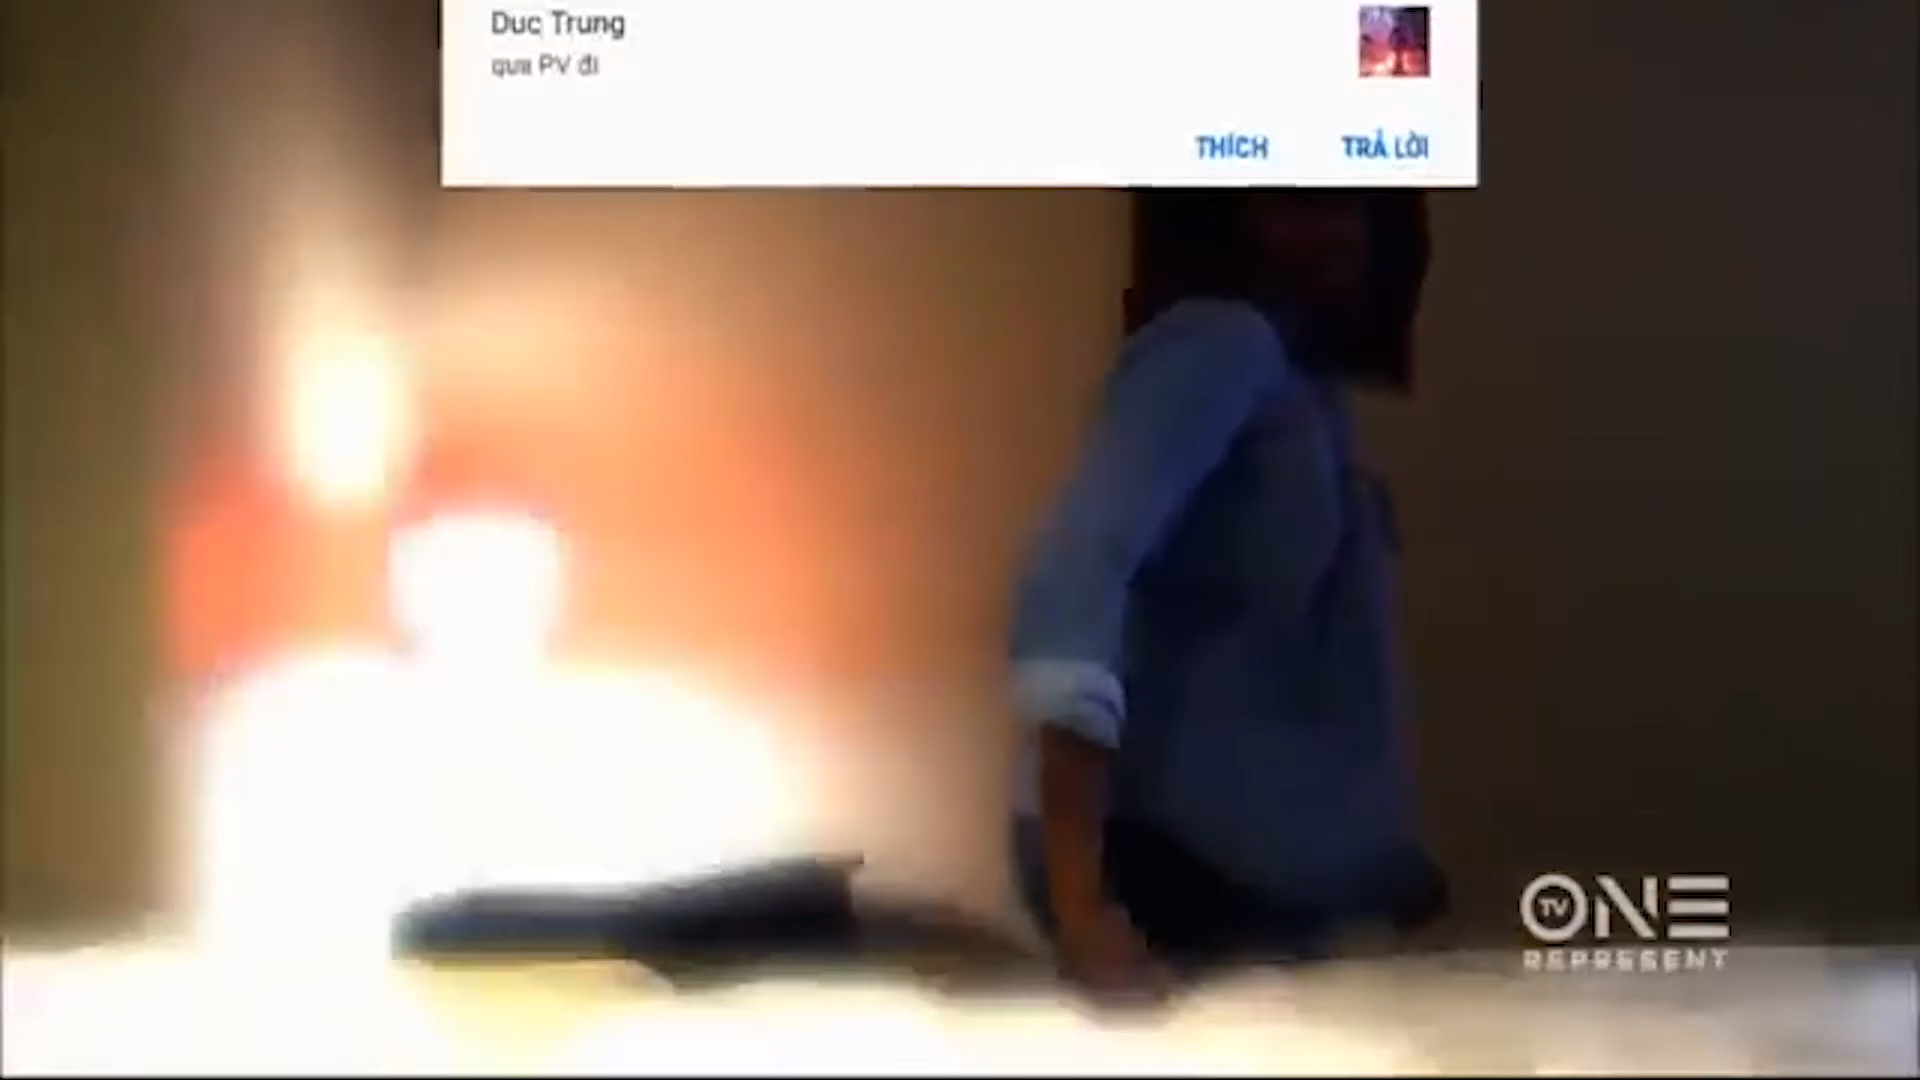 Duc Trung
qua PV đi
THÍCH
TRẢ LỜI
TV ONE
REPRESENT